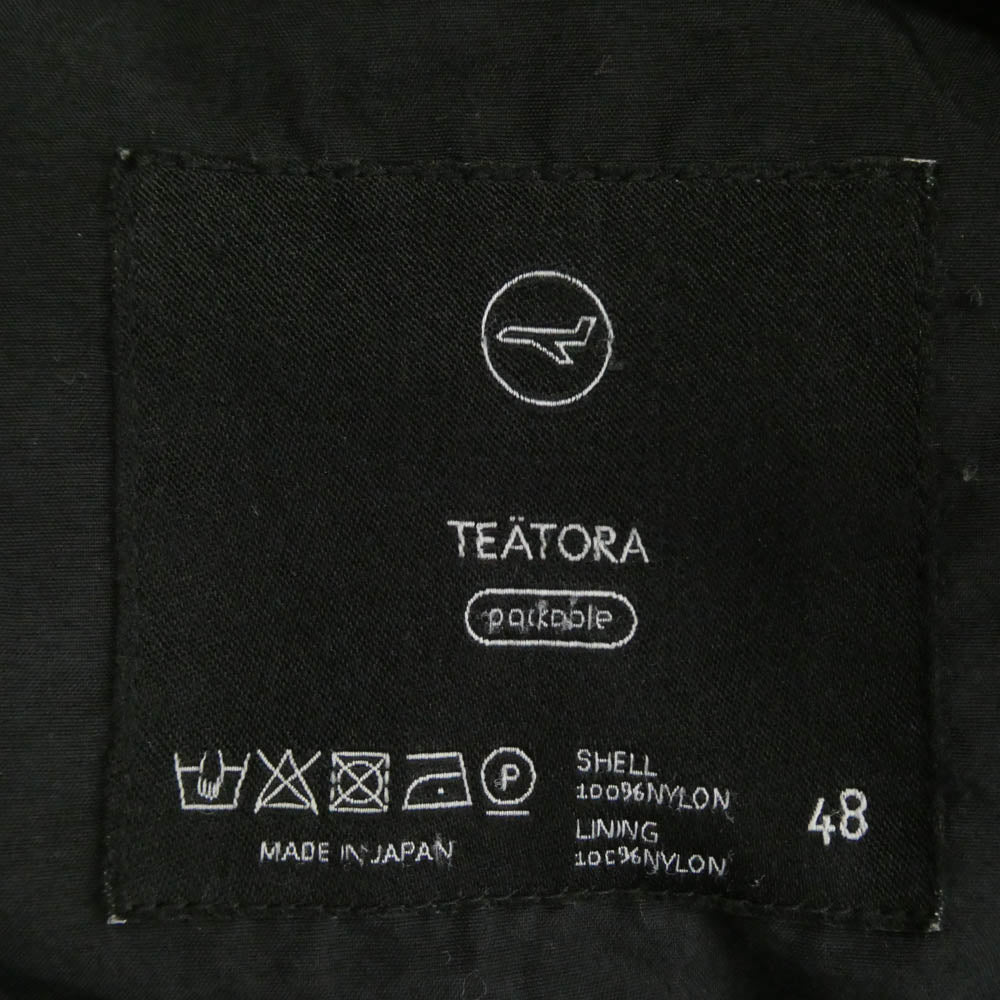 TEÄTORA
packable
P
SHELL
100%NYLON
LINING
100%NYLON
48
MADE IN JAPAN